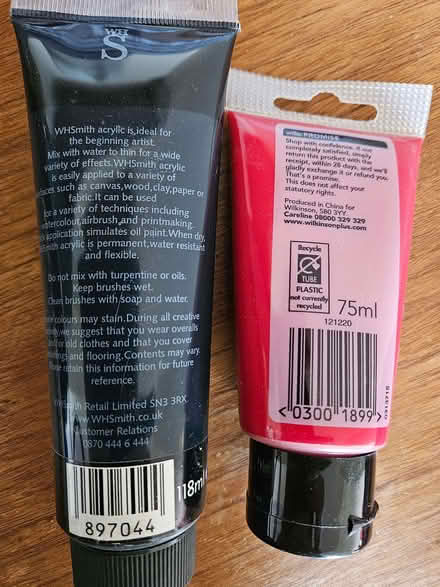 WH
S
WHSmith acrylic is ideal for
the beginning artist.
Mix with water to thin for a wide
variety of effects. WHSmith acrylic
is easily applied to a variety of
such as canvas,wood,clay,paper or
fabric.It can be used
for a variety of techniques including
watercolour,airbrush,and printmaking.
application simulates oil paint.When dry,
acrylic is permanent,water resistant
and flexible.
Do not mix with turpentine or oils.
Keep brushes wet.
Clean brushes with soap and water.
colours may stain.During all creative
we suggest that you wear overalls
old clothes and that you cover
and flooring.Contents may vary.
retain this information for future
reference.
WHSmith Retail Limited SN3 3RX
www.WHSmith.co.uk
Customer Relations
0870 444 6 444
118ml
897044
wilko PROMISE
Shop with confidence. If not
completely satisfied, simply
return this product with the
receipt, within 28 days, and we'll
gladly exchange it or refund you.
That's a promise.
This does not affect your
statutory rights.
Produced in China for
Wilkinson, S80 3YY.
Careline 08000 329 329
www.wilkinsonplus.com
Recycle
TUBE
PLASTIC
not currently
recycled
75ml
121220
<0300 1899>
0313715